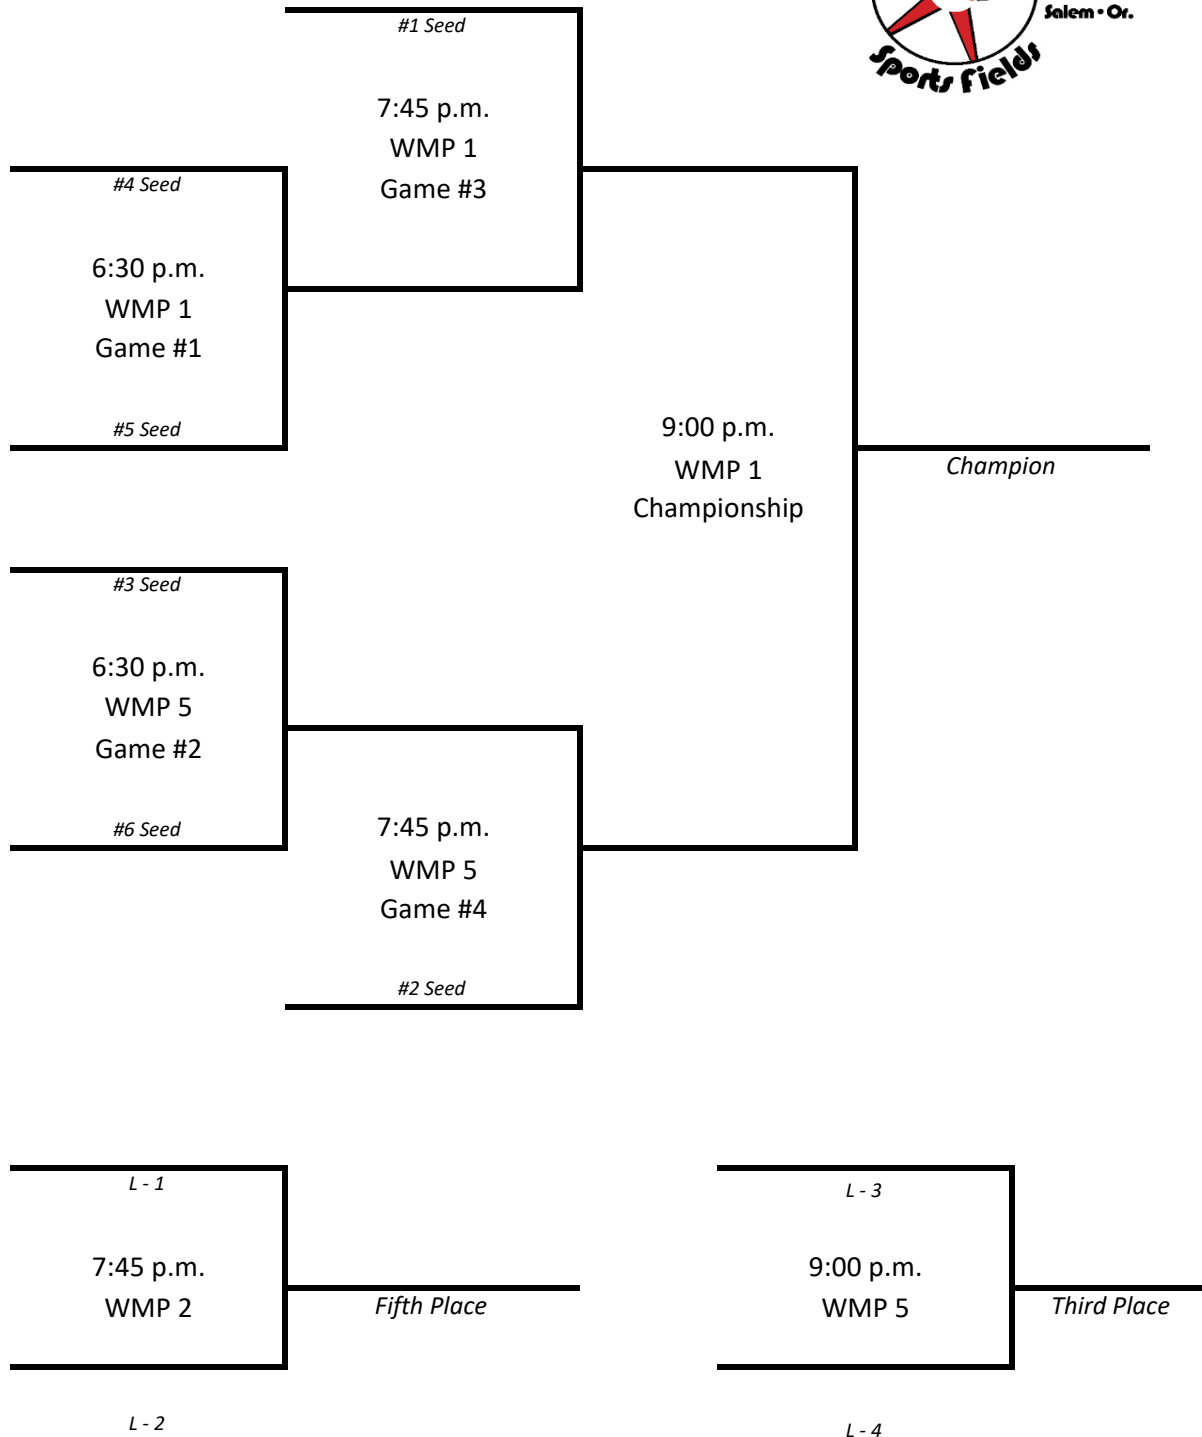 #1 Seed
Salem • Or.
Sports Fields
7:45 p.m.
WMP 1
Game #3
#4 Seed
6:30 p.m.
WMP 1
Game #1
#5 Seed
9:00 p.m.
WMP 1
Championship
Champion
#3 Seed
6:30 p.m.
WMP 5
Game #2
#6 Seed
7:45 p.m.
WMP 5
Game #4
#2 Seed
L - 1
7:45 p.m.
WMP 2
Fifth Place
L - 2
L - 3
9:00 p.m.
WMP 5
Third Place
L - 4